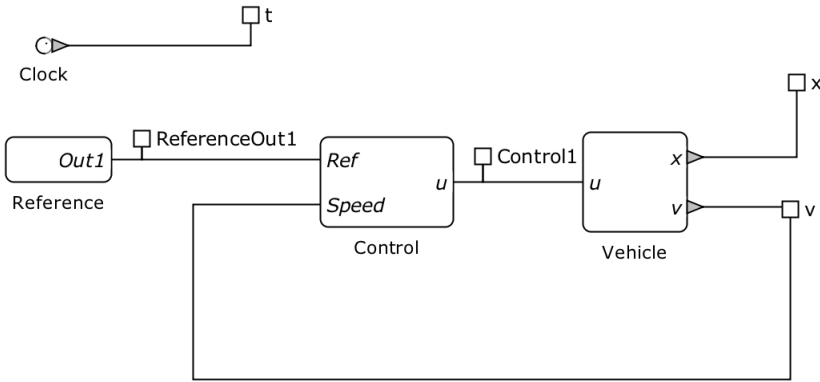 t
Clock
x
ReferenceOut1
Control1
Out1
Ref
x
u
u
Speed
v
v
Reference
Control
Vehicle